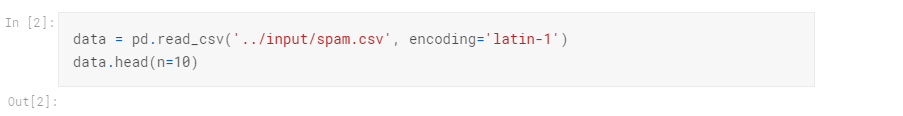 In [2]:
data = pd.read_csv('../input/spam.csv', encoding='latin-1')
data.head(n=10)
Out[2]: